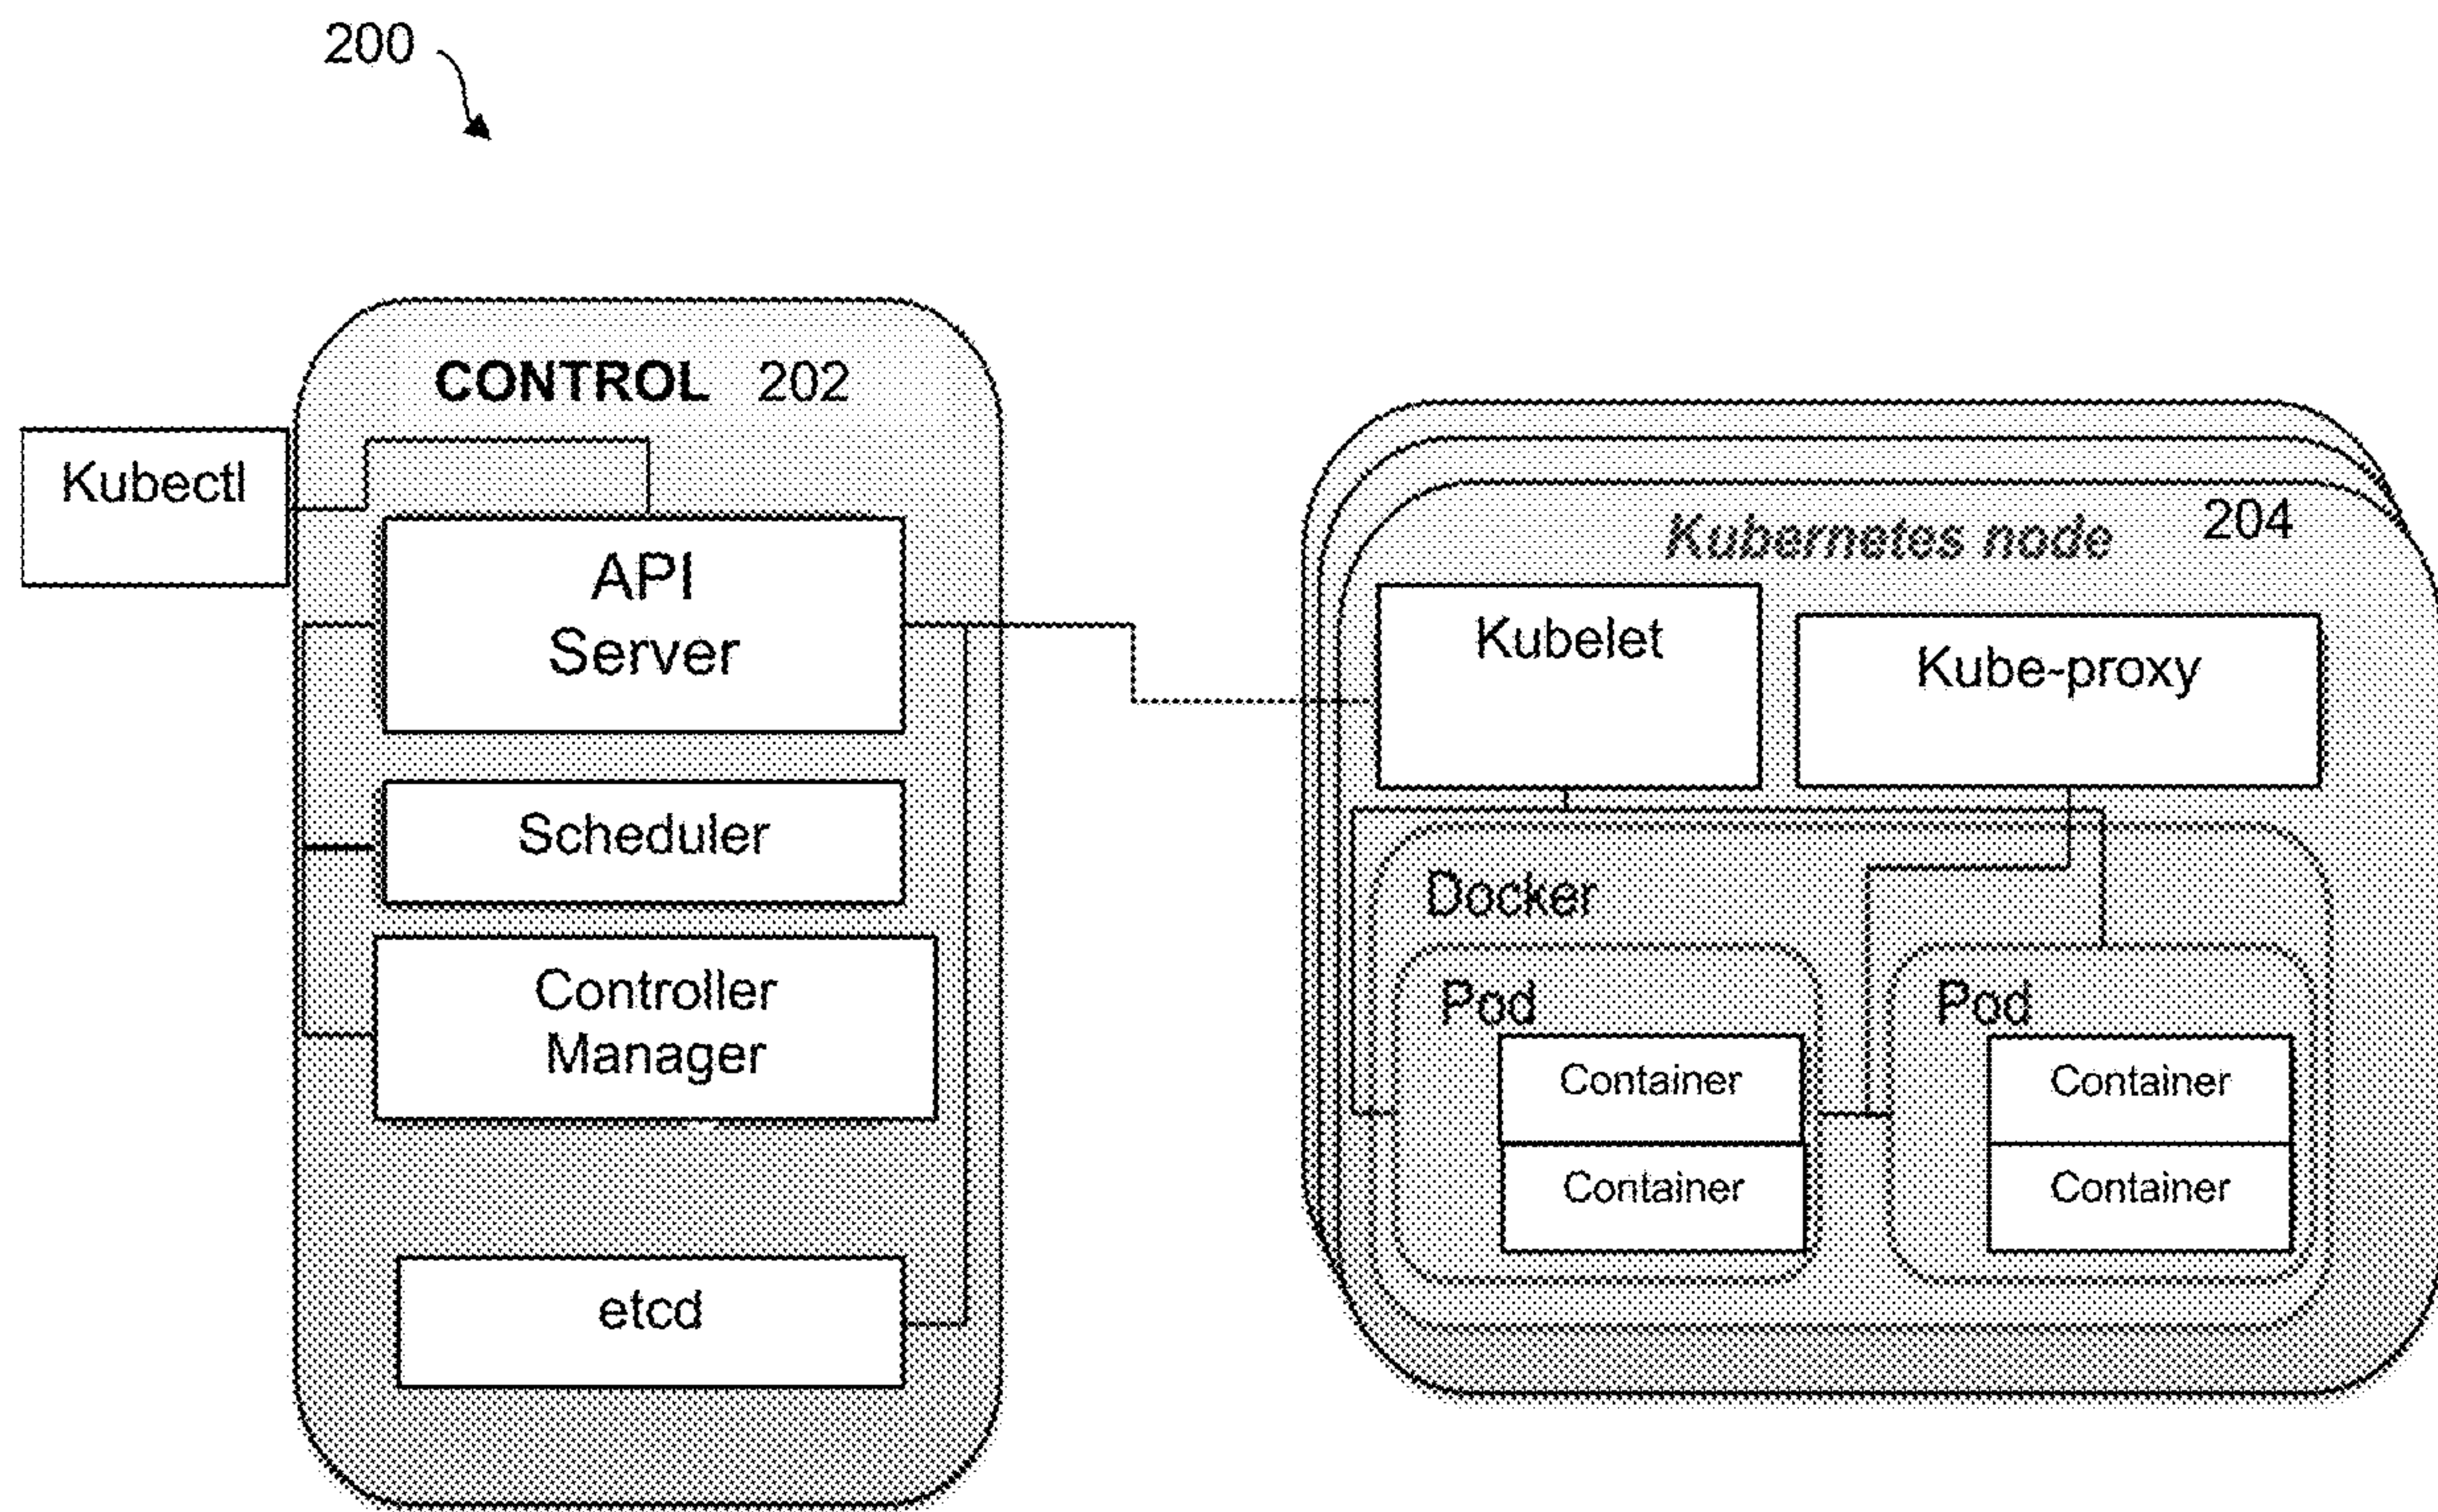 200
CONTROL 202
Kubectl
API
Server
Scheduler
Controller
Manager
etcd
Kubernetes node 204
Kubelet
Kube-proxy
Docker
Pod
Container
Container
Pod
Container
Container